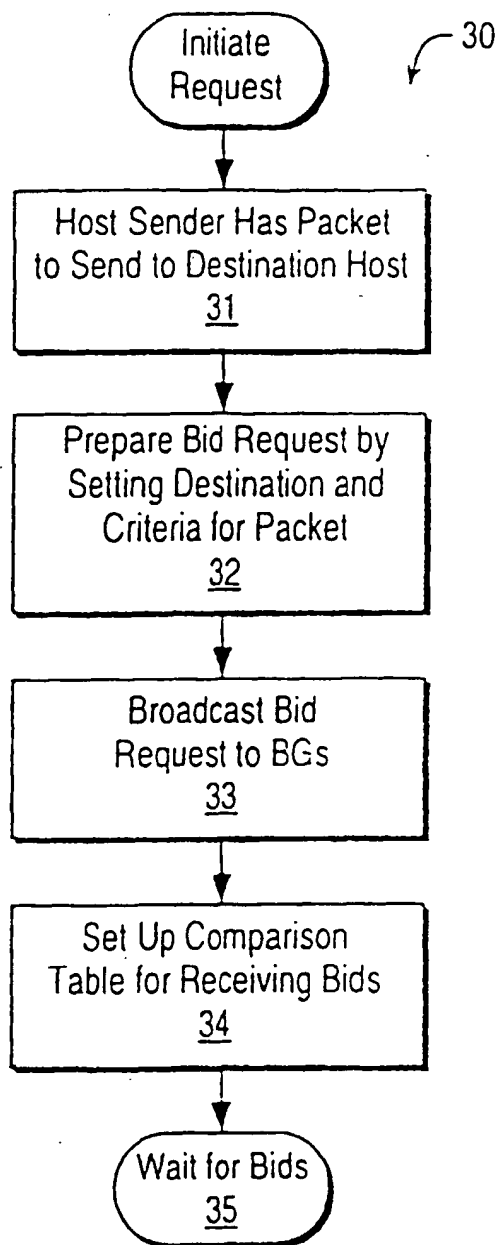 Initiate
Request
30
Host Sender Has Packet
to Send to Destination Host
31
Prepare Bid Request by
Setting Destination and
Criteria for Packet
32
Broadcast Bid
Request to BGs
33
Set Up Comparison
Table for Receiving Bids
34
Wait for Bids
35